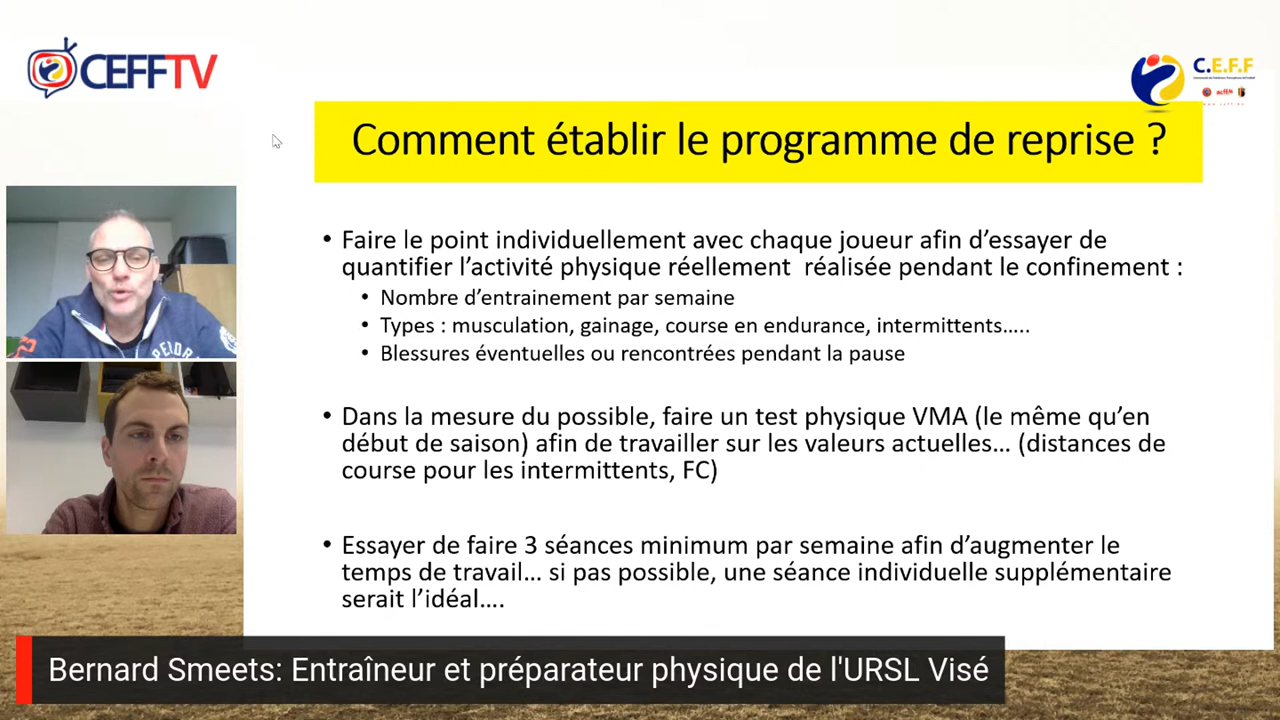 CEFFTV
C.E.F.F
Comment établir le programme de reprise ?
• Faire le point individuellement avec chaque joueur afin d’essayer de
quantifier l’activité physique réellement réalisée pendant le confinement :
• Nombre d’entrainement par semaine
• Types : musculation, gainage, course en endurance, intermittents…..
• Blessures éventuelles ou rencontrées pendant la pause
• Dans la mesure du possible, faire un test physique VMA (le même qu’en
début de saison) afin de travailler sur les valeurs actuelles… (distances de
course pour les intermittents, FC)
• Essayer de faire 3 séances minimum par semaine afin d’augmenter le
temps de travail… si pas possible, une séance individuelle supplémentaire
serait l’idéal….
Bernard Smeets: Entraîneur et préparateur physique de l'URSL Visé